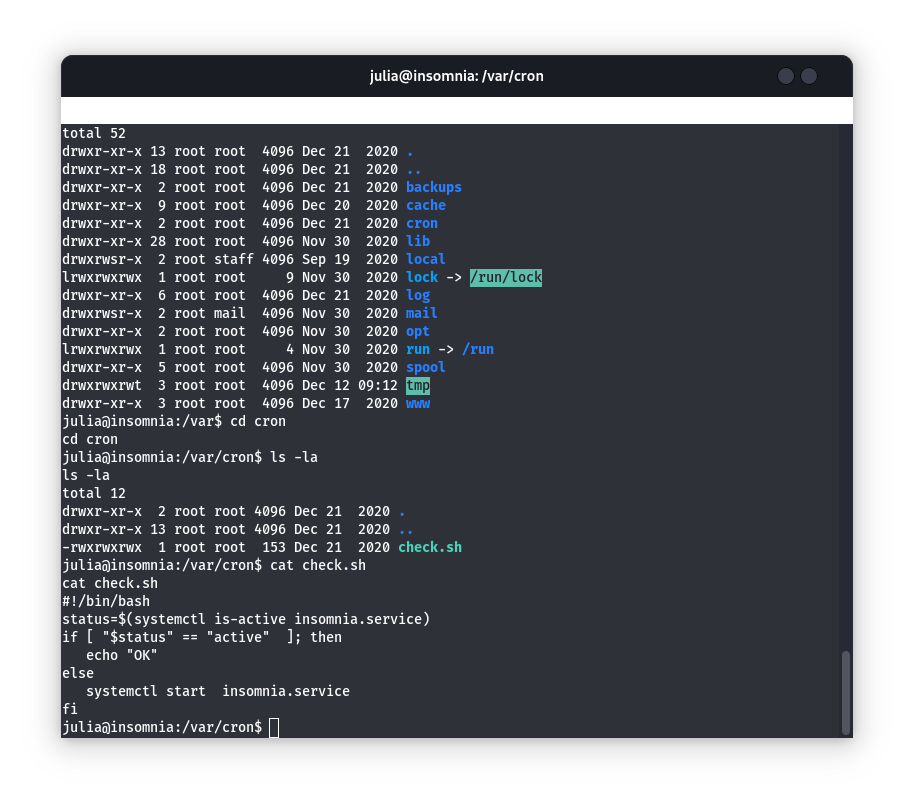 julia@insomnia: /var/cron
total 52
drwxr-xr-x 13 root root  4096 Dec 21  2020 .
drwxr-xr-x 18 root root  4096 Dec 21  2020 ..
drwxr-xr-x  2 root root  4096 Dec 21  2020 backups
drwxr-xr-x  9 root root  4096 Dec 20  2020 cache
drwxr-xr-x  2 root root  4096 Dec 21  2020 cron
drwxr-xr-x 28 root root  4096 Nov 30  2020 lib
drwxrwsr-x  2 root staff 4096 Sep 19  2020 local
lrwxrwxrwx  1 root root     9 Nov 30  2020 lock -> /run/lock
drwxr-xr-x  6 root root  4096 Dec 21  2020 log
drwxrwsr-x  2 root mail  4096 Nov 30  2020 mail
drwxr-xr-x  2 root root  4096 Nov 30  2020 opt
lrwxrwxrwx  1 root root     4 Nov 30  2020 run -> /run
drwxr-xr-x  5 root root  4096 Nov 30  2020 spool
drwxrwxrwt  3 root root  4096 Dec 12 09:12 tmp
drwxr-xr-x  3 root root  4096 Dec 17  2020 www
julia@insomnia:/var$ cd cron
cd cron
julia@insomnia:/var/cron$ ls -la
ls -la
total 12
drwxr-xr-x  2 root root 4096 Dec 21  2020 .
drwxr-xr-x 13 root root 4096 Dec 21  2020 ..
-rwxrwxrwx  1 root root  153 Dec 21  2020 check.sh
julia@insomnia:/var/cron$ cat check.sh
cat check.sh
#!/bin/bash
status=$(systemctl is-active insomnia.service)
if [ "$status" == "active"  ]; then
   echo "OK"
else
   systemctl start  insomnia.service
fi
julia@insomnia:/var/cron$